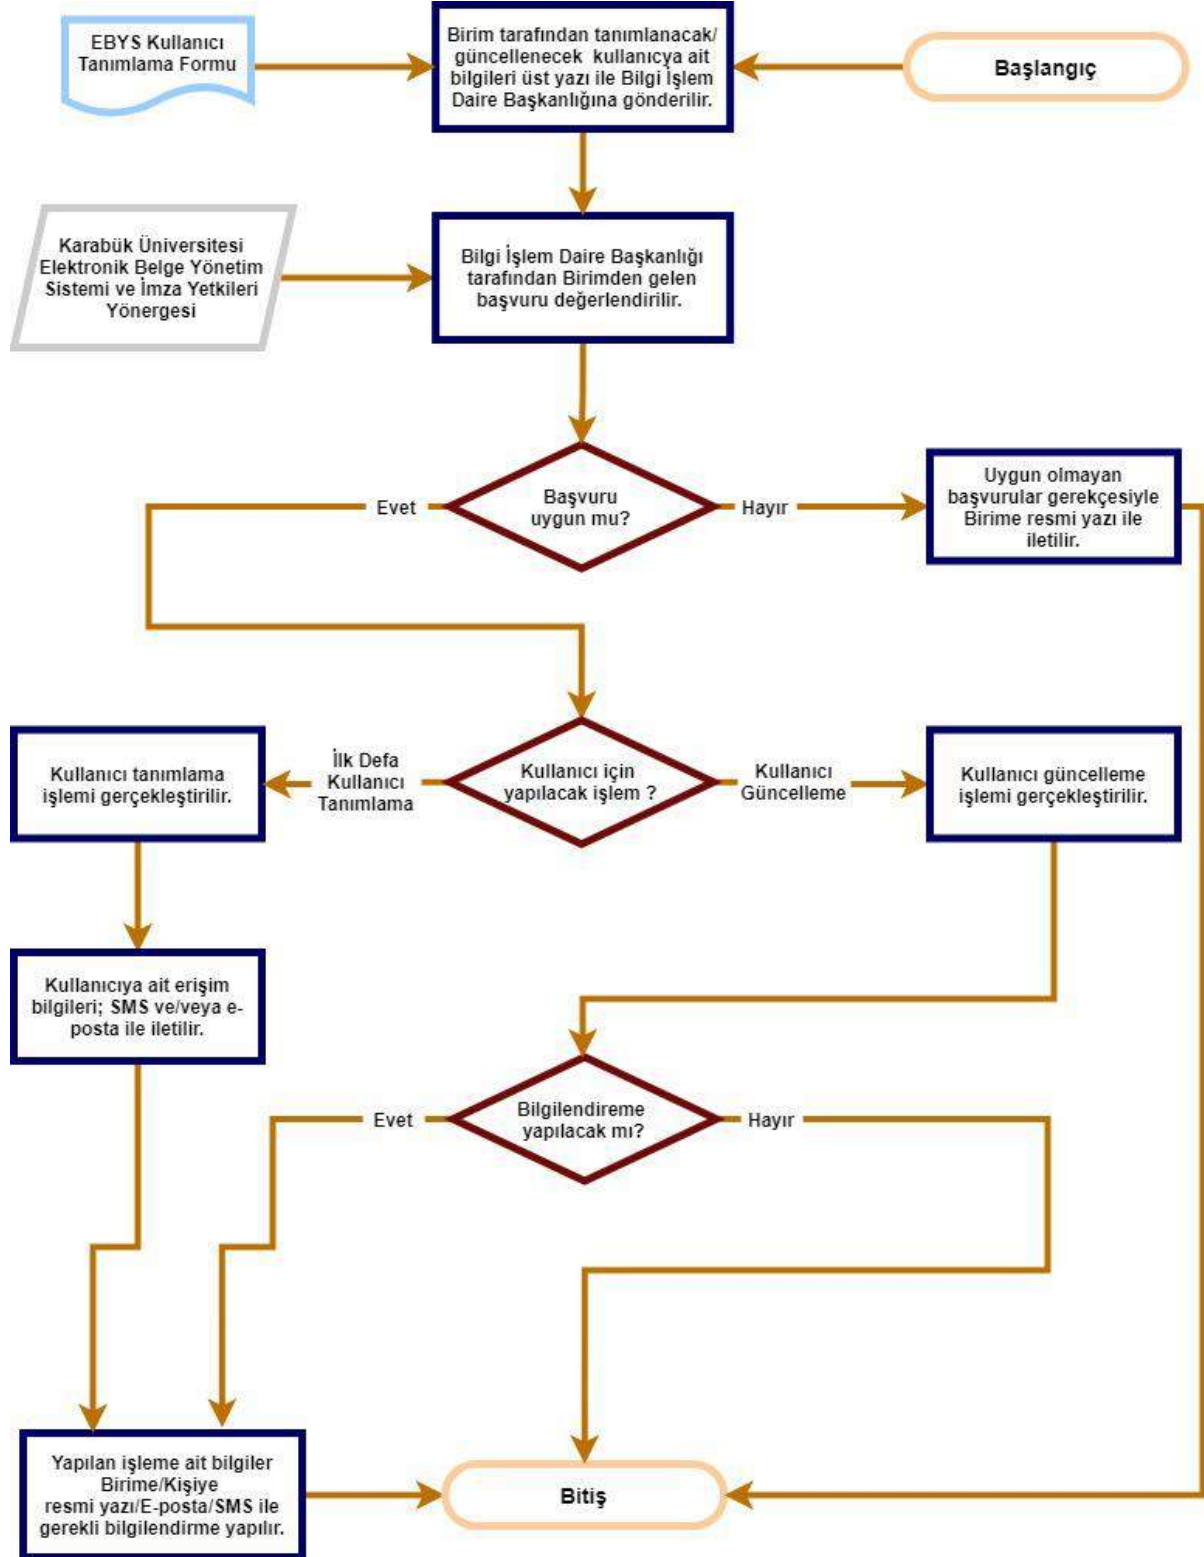 EBYS Kullanıcı
Tanımlama Formu
Birim tarafından tanımlanacak/
güncellenecek kullanıcya ait
bilgileri üst yazı ile Bilgi İşlem
Daire Başkanlığına gönderilir.
Başlangıç
Karabük Üniversitesi
Elektronik Belge Yönetim
Sistemi ve İmza Yetkileri
Yönergesi
Bilgi İşlem Daire Başkanlığı
tarafından Birimden gelen
başvuru değerlendirilir.
Evet
Başvuru
uygun mu?
Hayır
Uygun olmayan
başvurular gerekçesiyle
Birime resmi yazı ile
iletilir.
Kullanıcı tanımlama
işlemi gerçekleştirilir.
İlk Defa
Kullanıcı
Tanımlama
Kullanıcı için
yapılacak işlem ?
Kullanıcı
Güncelleme
Kullanıcı güncelleme
işlemi gerçekleştirilir.
Kullanıcıya ait erişim
bilgileri; SMS ve/veya e-
posta ile iletilir.
Evet
Bilgilendireme
yapılacak mı?
Hayır
Yapılan işleme ait bilgiler
Birime/Kişiye
resmi yazı/E-posta/SMS ile
gerekli bilgilendirme yapılır.
Bitiş